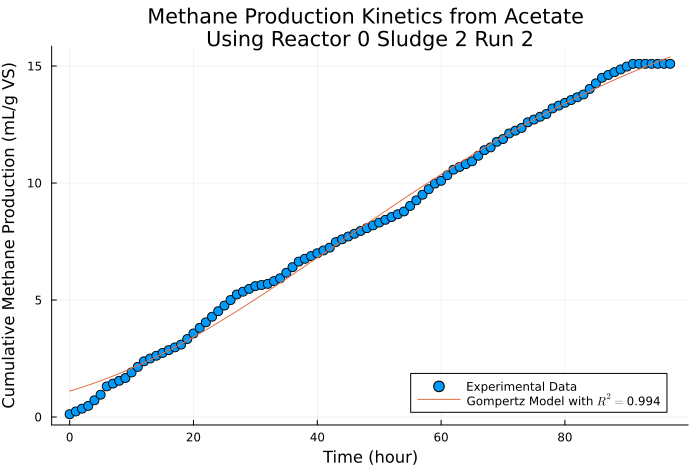 Methane Production Kinetics from Acetate
Using Reactor 0 Sludge 2 Run 2
Cumulative Methane Production (mL/g VS)
15
10
5
0
0 20 40 60 80
Time (hour)
Experimental Data
Gompertz Model with R² = 0.994